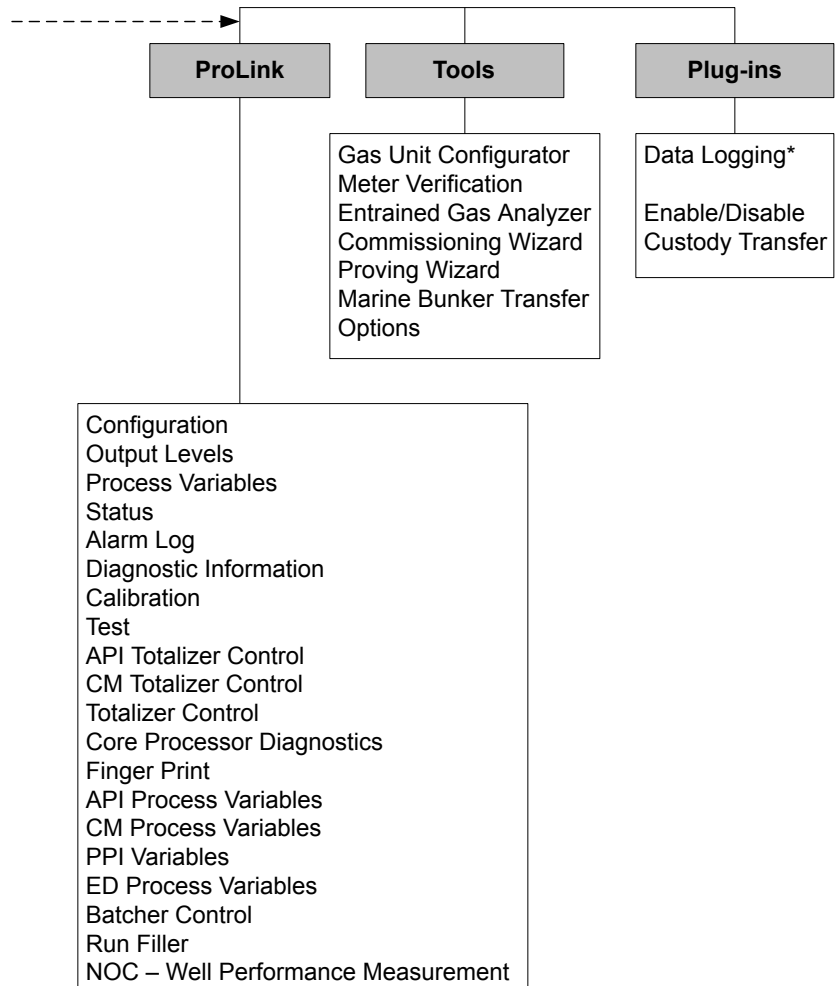 ProLink
Tools
Plug-ins
Gas Unit Configurator
Meter Verification
Entrained Gas Analyzer
Commissioning Wizard
Proving Wizard
Marine Bunker Transfer
Options
Data Logging*
Enable/Disable
Custody Transfer
Configuration
Output Levels
Process Variables
Status
Alarm Log
Diagnostic Information
Calibration
Test
API Totalizer Control
CM Totalizer Control
Totalizer Control
Core Processor Diagnostics
Finger Print
API Process Variables
CM Process Variables
PPI Variables
ED Process Variables
Batcher Control
Run Filler
NOC – Well Performance Measurement